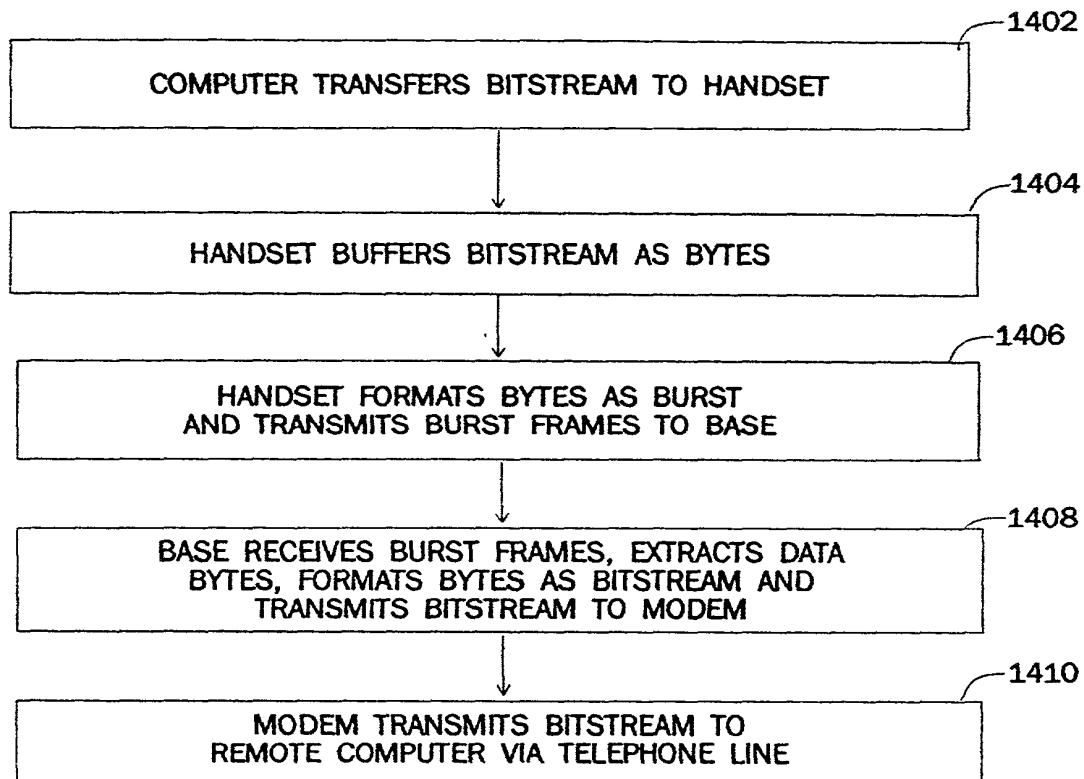 1402
COMPUTER TRANSFERS BITSTREAM TO HANDSET
1404
HANDSET BUFFERS BITSTREAM AS BYTES
1406
HANDSET FORMATS BYTES AS BURST
AND TRANSMITS BURST FRAMES TO BASE
1408
BASE RECEIVES BURST FRAMES, EXTRACTS DATA
BYTES, FORMATS BYTES AS BITSTREAM AND
TRANSMITS BITSTREAM TO MODEM
1410
MODEM TRANSMITS BITSTREAM TO
REMOTE COMPUTER VIA TELEPHONE LINE